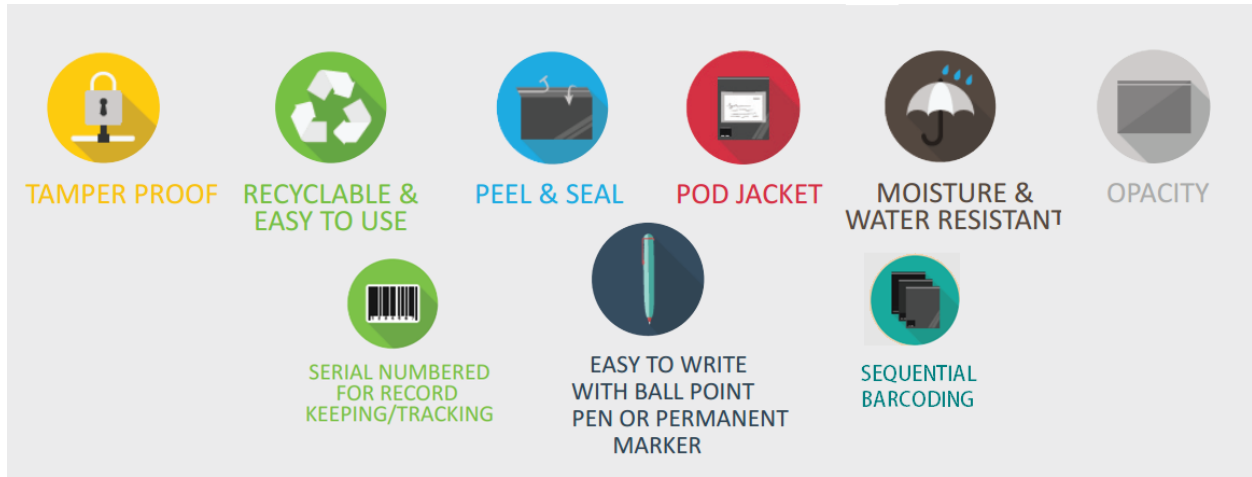 TAMPER PROOF
RECYCLABLE &
EASY TO USE
PEEL & SEAL
POD JACKET
MOISTURE &
WATER RESISTANT
OPACITY
SERIAL NUMBERED
FOR RECORD
KEEPING/TRACKING
EASY TO WRITE
WITH BALL POINT
PEN OR PERMANENT
MARKER
SEQUENTIAL
BARCODING